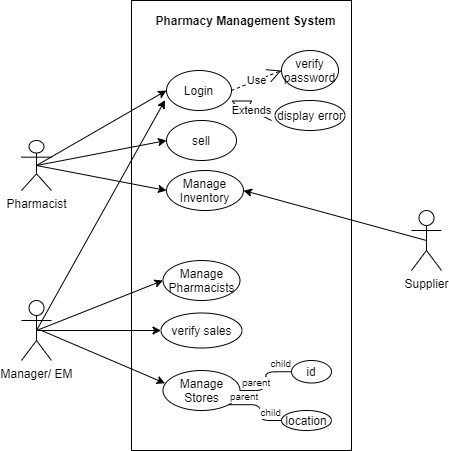 Pharmacy Management System
verify
password
Use
Login
Extends
display error
sell
Pharmacist
Manage
Inventory
Supplier
Manage
Pharmacists
verify sales
Manager/ EM
Manage
Stores
child
id
parent
parent
child
location